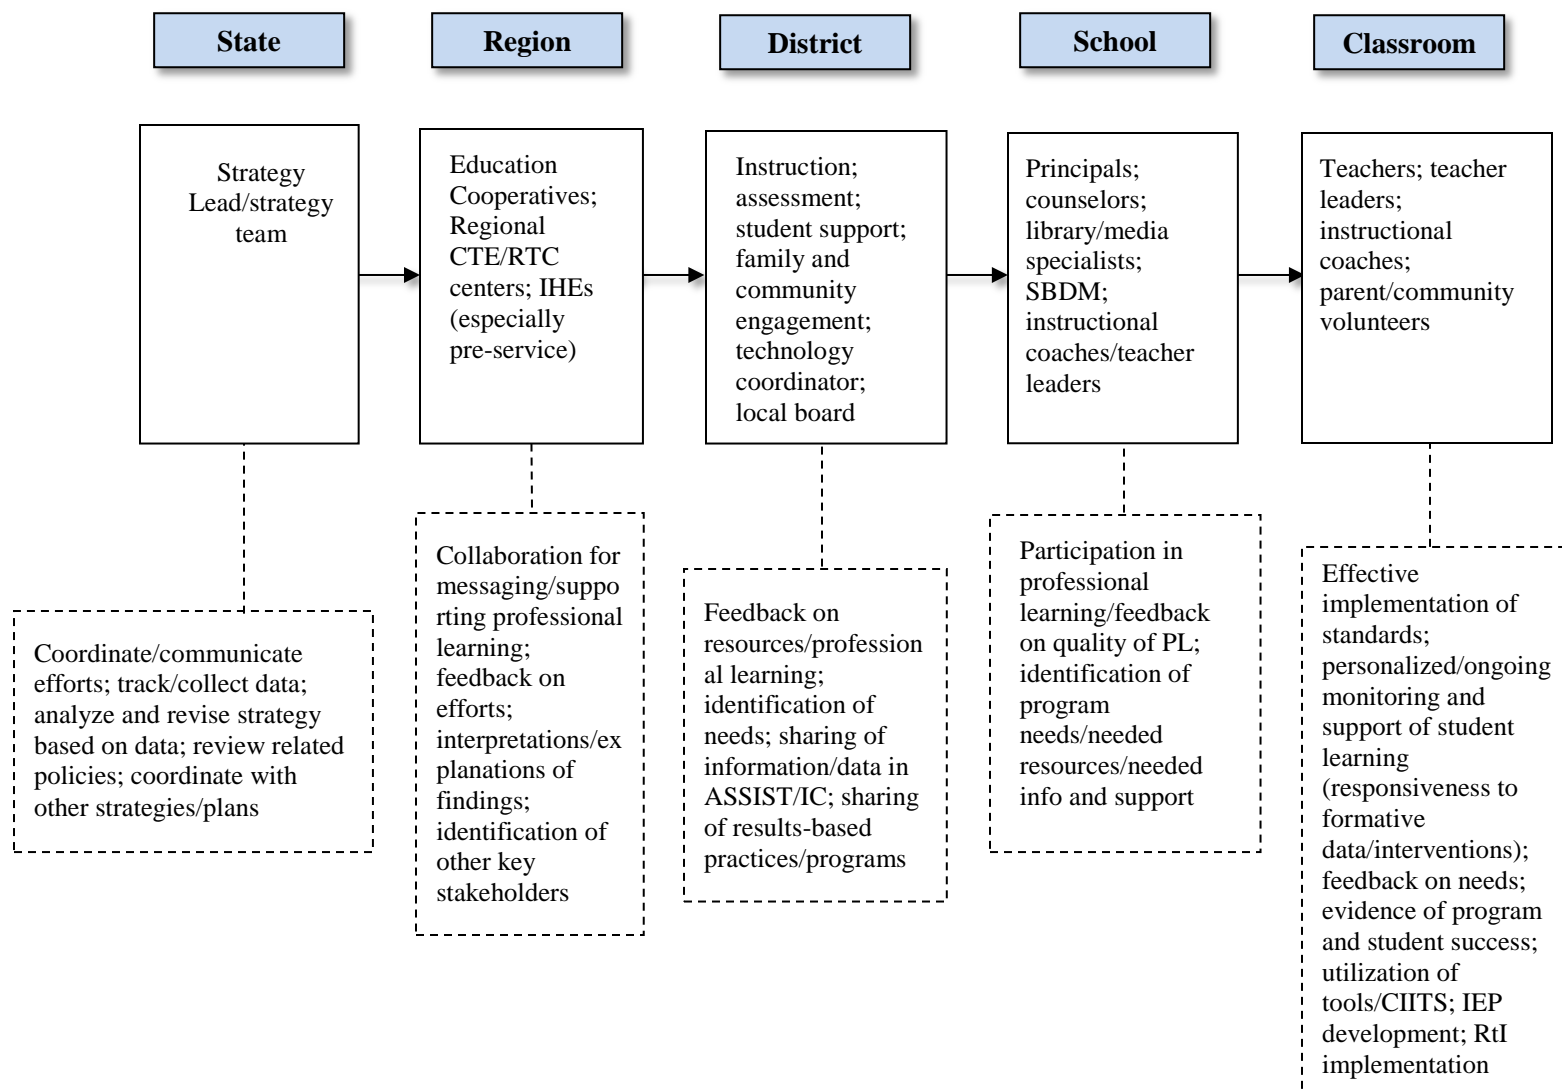 State
Region
District
School
Classroom
Strategy
Lead/strategy
team
Education
Cooperatives;
Regional
CTE/RTC
centers; IHEs
(especially
pre-service)
Instruction;
assessment;
student support;
family and
community
engagement;
technology
coordinator;
local board
Principals;
counselors;
library/media
specialists;
SBDM;
instructional
coaches/teacher
leaders
Teachers; teacher
leaders;
instructional
coaches;
parent/community
volunteers
Coordinate/communicate
efforts; track/collect data;
analyze and revise strategy
based on data; review related
policies; coordinate with
other strategies/plans
Collaboration for
messaging/suppo
rting professional
learning;
feedback on
efforts;
interpretations/ex
planations of
findings;
identification of
other key
stakeholders
Feedback on
resources/profession
al learning;
identification of
needs; sharing of
information/data in
ASSIST/IC; sharing
of results-based
practices/programs
Participation in
professional
learning/feedback
on quality of PL;
identification of
program
needs/needed
resources/needed
info and support
Effective
implementation of
standards;
personalized/ongoing
monitoring and
support of student
learning
(responsiveness to
formative
data/interventions);
feedback on needs;
evidence of program
and student success;
utilization of
tools/CIITS; IEP
development; RtI
implementation